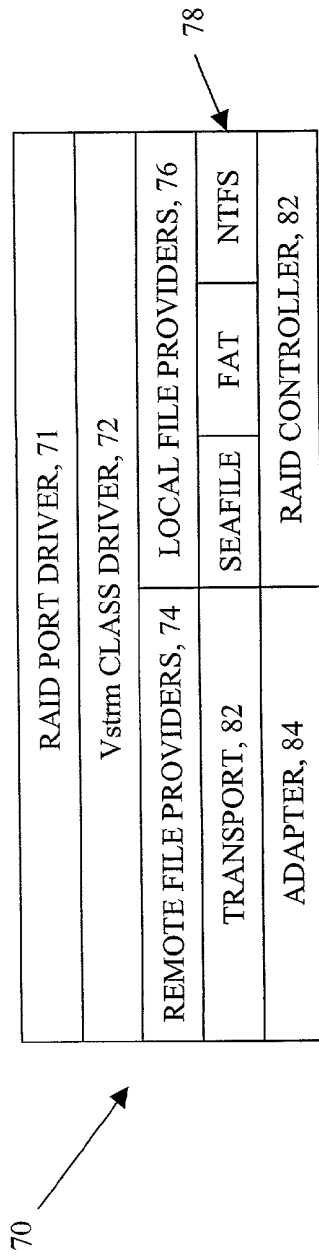 70
RAID PORT DRIVER, 71
Vstrm CLASS DRIVER, 72
REMOTE FILE PROVIDERS, 74
LOCAL FILE PROVIDERS, 76
TRANSPORT, 82
SEAFILE
FAT
NTFS
78
ADAPTER, 84
RAID CONTROLLER, 82